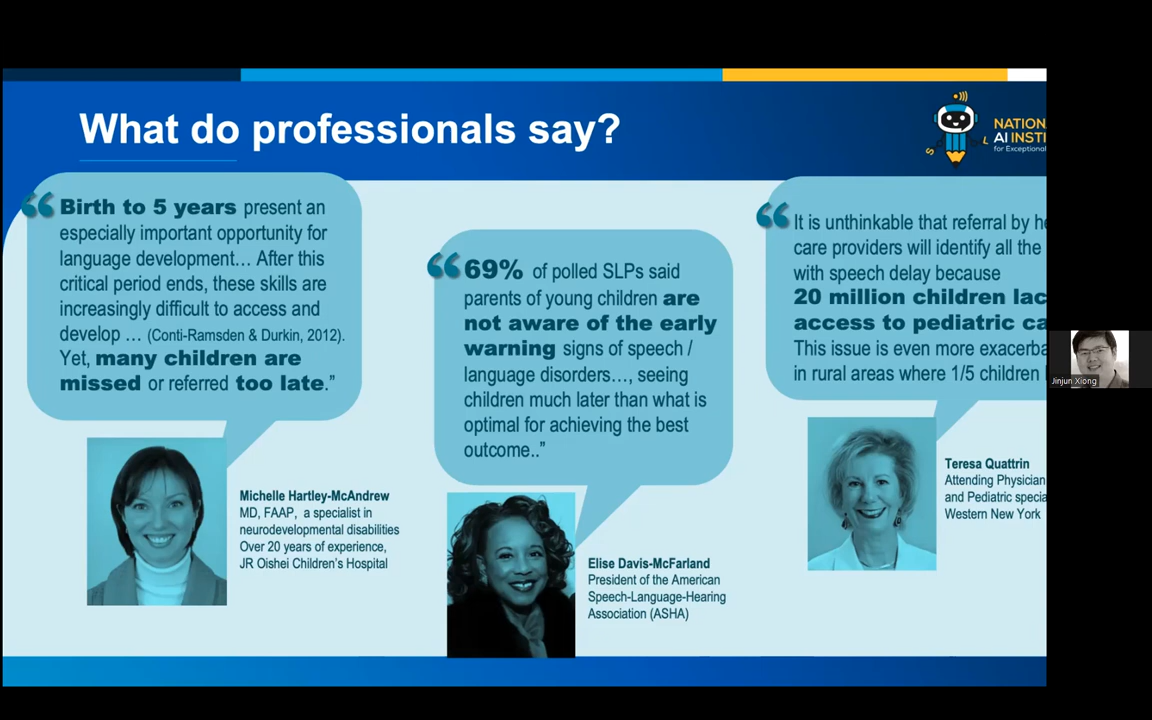 What do professionals say?
NATION
AI INSTI
for Exceptional
S
L
“ Birth to 5 years present an
especially important opportunity for
language development… After this
critical period ends, these skills are
increasingly difficult to access and
develop … (Conti-Ramsden & Durkin, 2012).
Yet, many children are
missed or referred too late.”
Michelle Hartley-McAndrew
MD, FAAP, a specialist in
neurodevelopmental disabilities
Over 20 years of experience,
JR Oishei Children’s Hospital
“ 69% of polled SLPs said
parents of young children are
not aware of the early
warning signs of speech /
language disorders…, seeing
children much later than what is
optimal for achieving the best
outcome..”
Elise Davis-McFarland
President of the American
Speech-Language-Hearing
Association (ASHA)
“ It is unthinkable that referral by he
care providers will identify all the
with speech delay because
20 million children lac
access to pediatric ca
This issue is even more exacerba
in rural areas where 1/5 children
Teresa Quattrin
Attending Physician
and Pediatric specia
Western New York
Jinjun Xiong